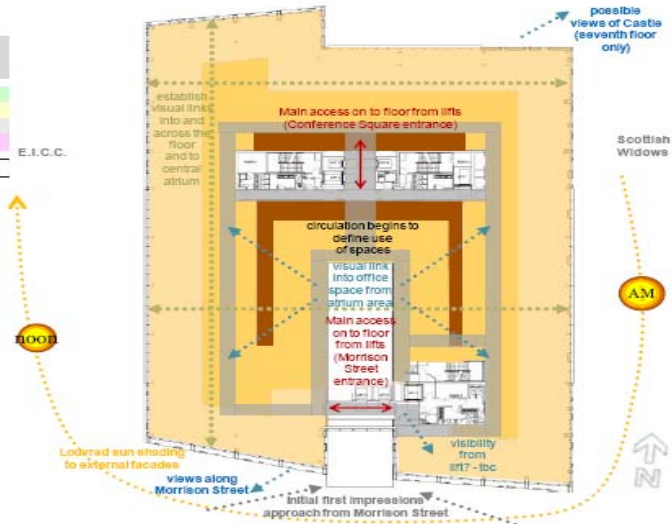 possible
views of Castle
(seventh floor
only)
establish
visual links
into and
across the
floor
and to
central
atrium
Main access on to floor from lifts
(Conference Square entrance)
E.I.C.C.
Scottish
Widows
circulation begins to
define use
of spaces
visual link
into office
space from
atrium area
AM
noon
Main access
on to floor
from lifts
(Morrison
Street
entrance)
Louvred sun shading
to external facades
views along
Morrison Street
visibility
from
lift? - tbc
Initial first impressions
approach from Morrison Street
N